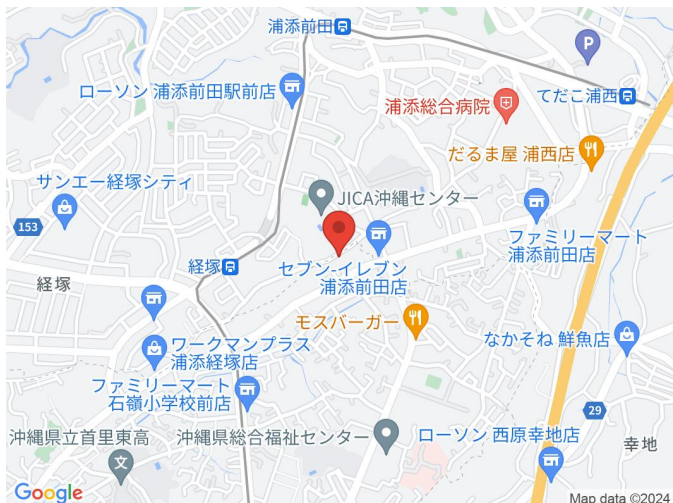 浦添前田
P
ローソン 浦添前田駅前店
てだこ浦西
浦添総合病院
だるま屋 浦西店
サンエー経塚シティ
JICA沖縄センター
153
経塚
セブン-イレブン
浦添前田店
ファミリーマート
浦添前田店
経塚
モスバーガー
ワークマンプラス
浦添経塚店
なかそね 鮮魚店
ファミリーマート
石嶺小学校前店
29
沖縄県立首里東高
沖縄県総合福祉センター
ローソン 西原幸地店
幸地
文
Google
Map data ©2024